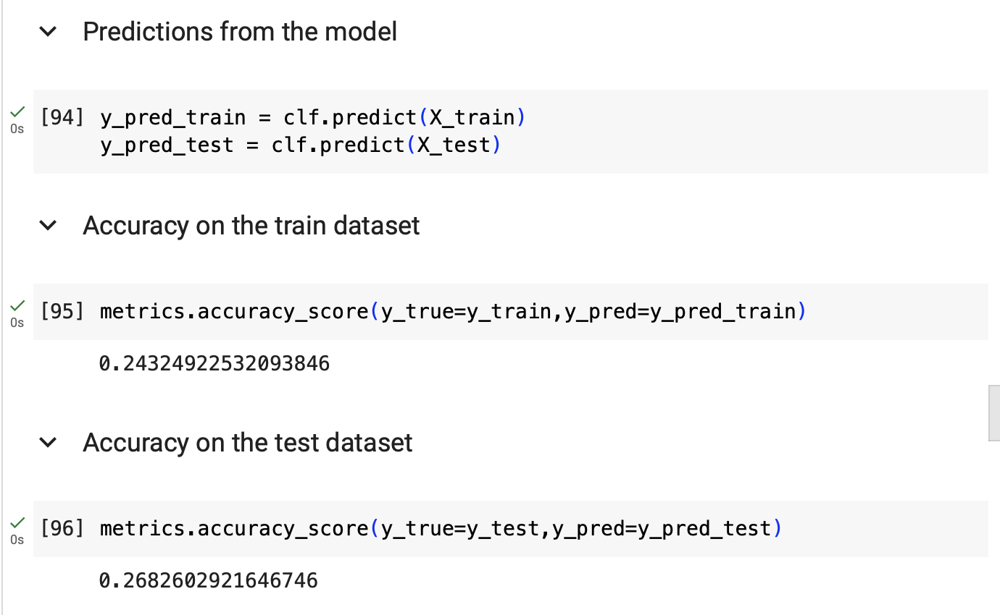 Predictions from the model
[94] y_pred_train = clf.predict(X_train)
0s
y_pred_test = clf.predict(X_test)
Accuracy on the train dataset
[95] metrics.accuracy_score(y_true=y_train,y_pred=y_pred_train)
0s
0.24324922532093846
Accuracy on the test dataset
[96] metrics.accuracy_score(y_true=y_test,y_pred=y_pred_test)
0s
0.2682602921646746